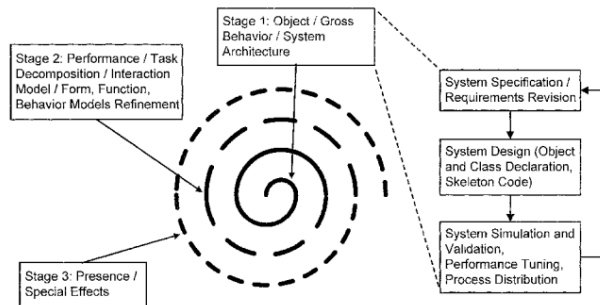 Stage 1: Object / Gross
Behavior / System
Architecture
Stage 2: Performance / Task
Decomposition / Interaction
Model / Form, Function,
Behavior Models Refinement
System Specification /
Requirements Revision
System Design (Object
and Class Declaration,
Skeleton Code)
System Simulation and
Validation,
Performance Tuning,
Process Distribution
Stage 3: Presence /
Special Effects